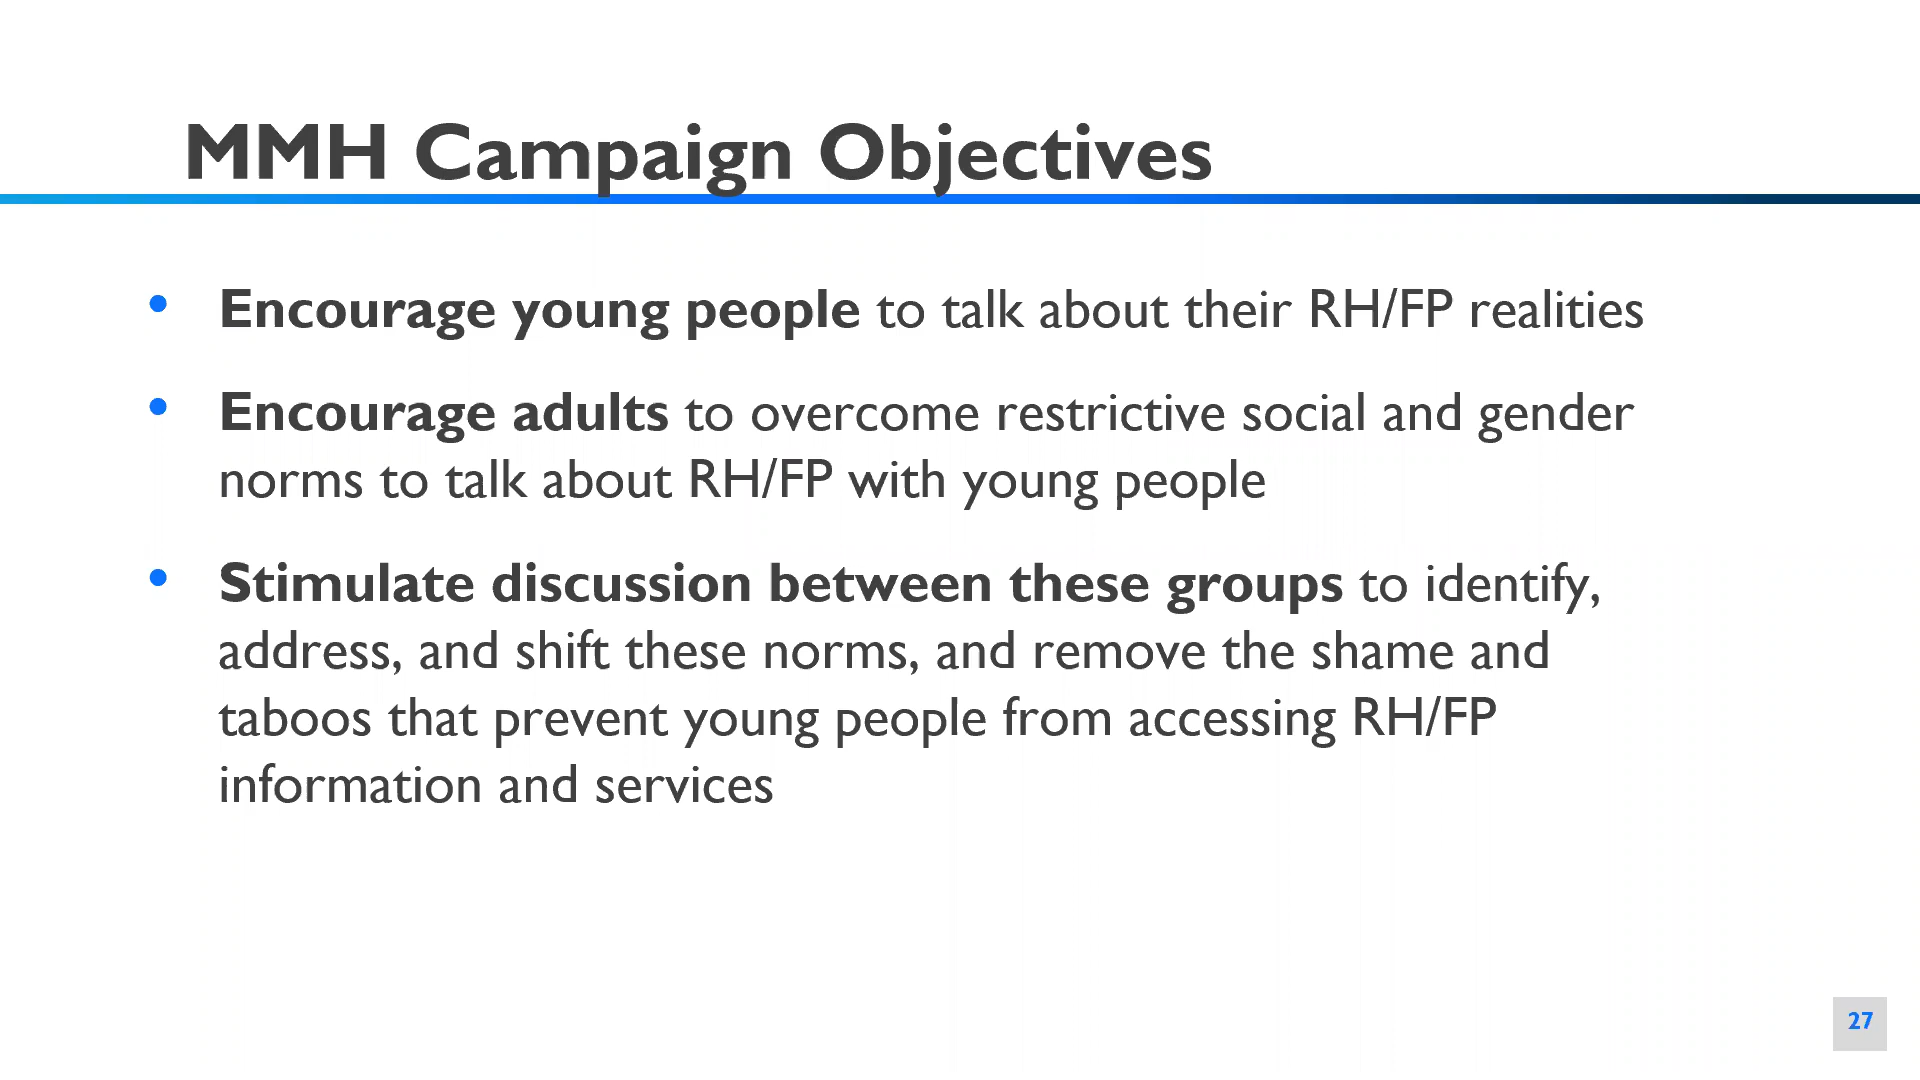 MMH Campaign Objectives
• Encourage young people to talk about their RH/FP realities
• Encourage adults to overcome restrictive social and gender
norms to talk about RH/FP with young people
• Stimulate discussion between these groups to identify,
address, and shift these norms, and remove the shame and
taboos that prevent young people from accessing RH/FP
information and services
27